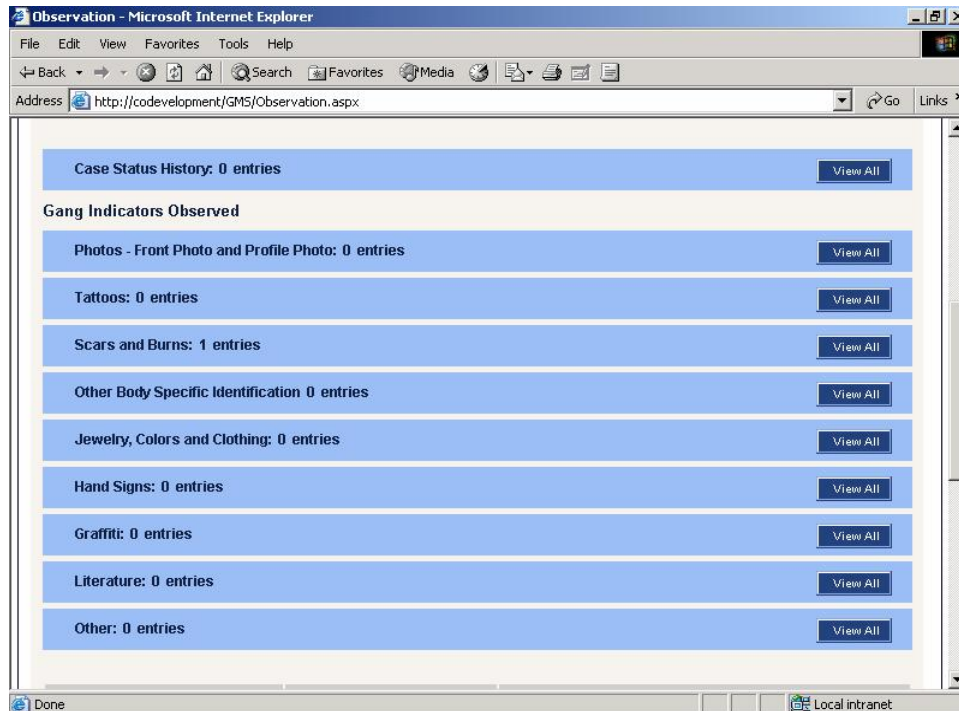 Observation - Microsoft Internet Explorer
File Edit View Favorites Tools Help
Back Search Favorites Media
Address http://codevelopment/GMS/Observation.aspx Go Links
Case Status History: 0 entries View All
Gang Indicators Observed
Photos - Front Photo and Profile Photo: 0 entries View All
Tattoos: 0 entries View All
Scars and Burns: 1 entries View All
Other Body Specific Identification 0 entries View All
Jewelry, Colors and Clothing: 0 entries View All
Hand Signs: 0 entries View All
Graffiti: 0 entries View All
Literature: 0 entries View All
Other: 0 entries View All
Done Local intranet